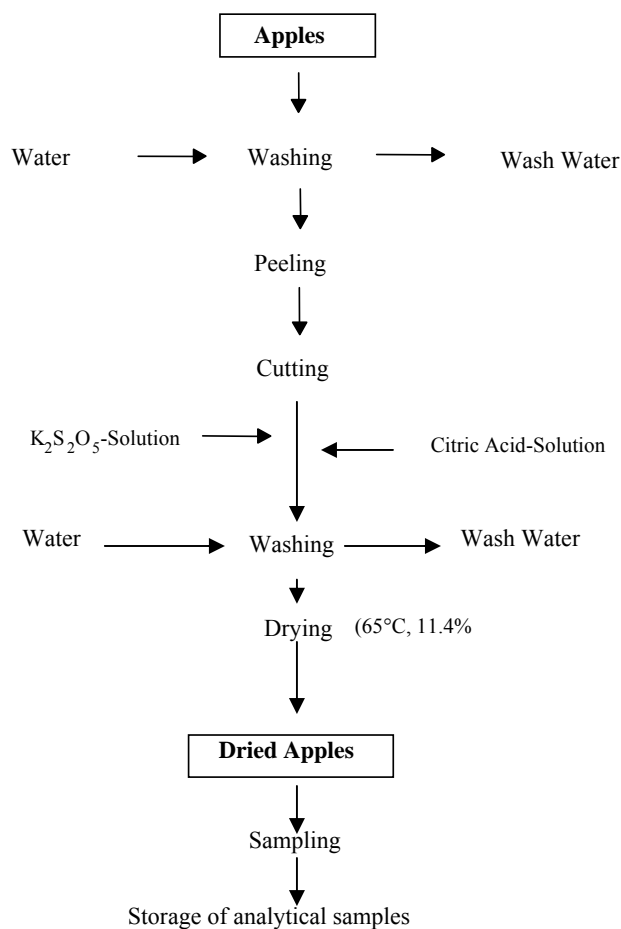 Apples
Water Washing Wash Water
Peeling
Cutting
K₂S₂O₅-Solution Citric Acid-Solution
Water Washing Wash Water
Drying (65°C, 11.4%
Dried Apples
Sampling
Storage of analytical samples